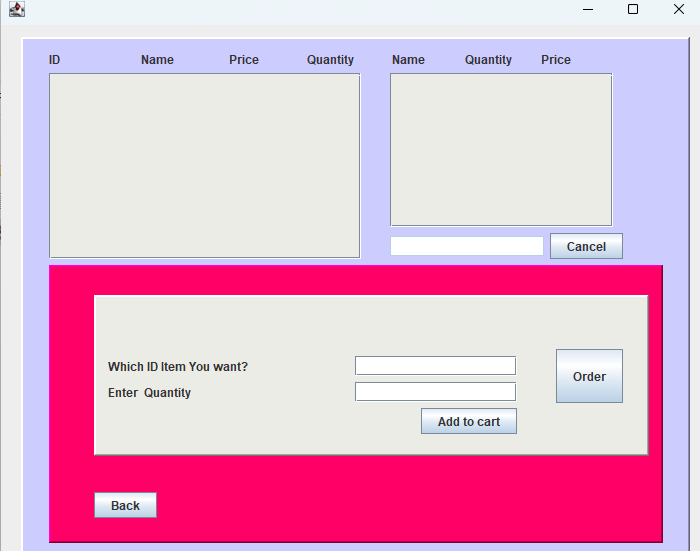 ID Name Price Quantity Name Quantity Price
Cancel
Which ID Item You want?
Order
Enter Quantity
Add to cart
Back